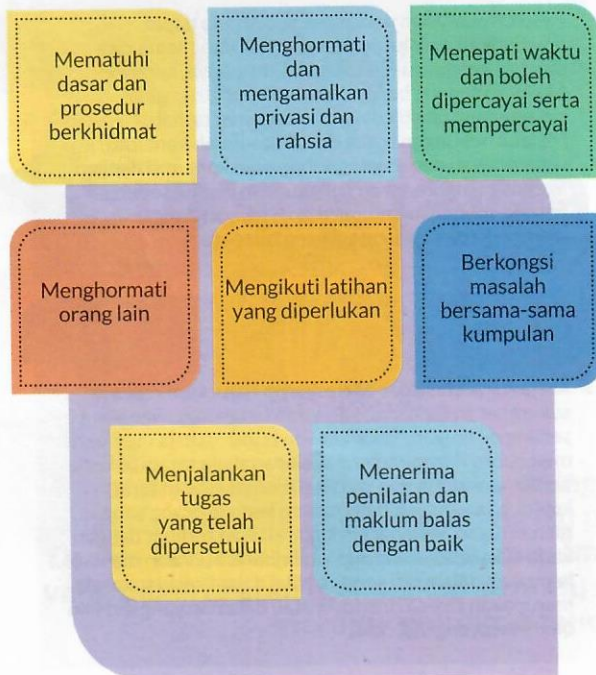 Mematuhi
dasar dan
prosedur
berkhidmat
Menghormati
dan
mengamalkan
privasi dan
rahsia
Menepati waktu
dan boleh
dipercayai serta
mempercayai
Menghormati
orang lain
Mengikuti latihan
yang diperlukan
Berkongsi
masalah
bersama-sama
kumpulan
Menjalankan
tugas
yang telah
dipersetujui
Menerima
penilaian dan
maklum balas
dengan baik